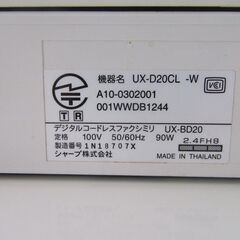 機器名 UX-D20CL -W
A10-0302001
001WWDB1244
T R
VCI
デジタルコードレスファクシミリ UX-BD20
定格 100V 50/60Hz 90W 2.4FH8
製造番号 1N18707X
シャープ株式会社 MADE IN THAILAND